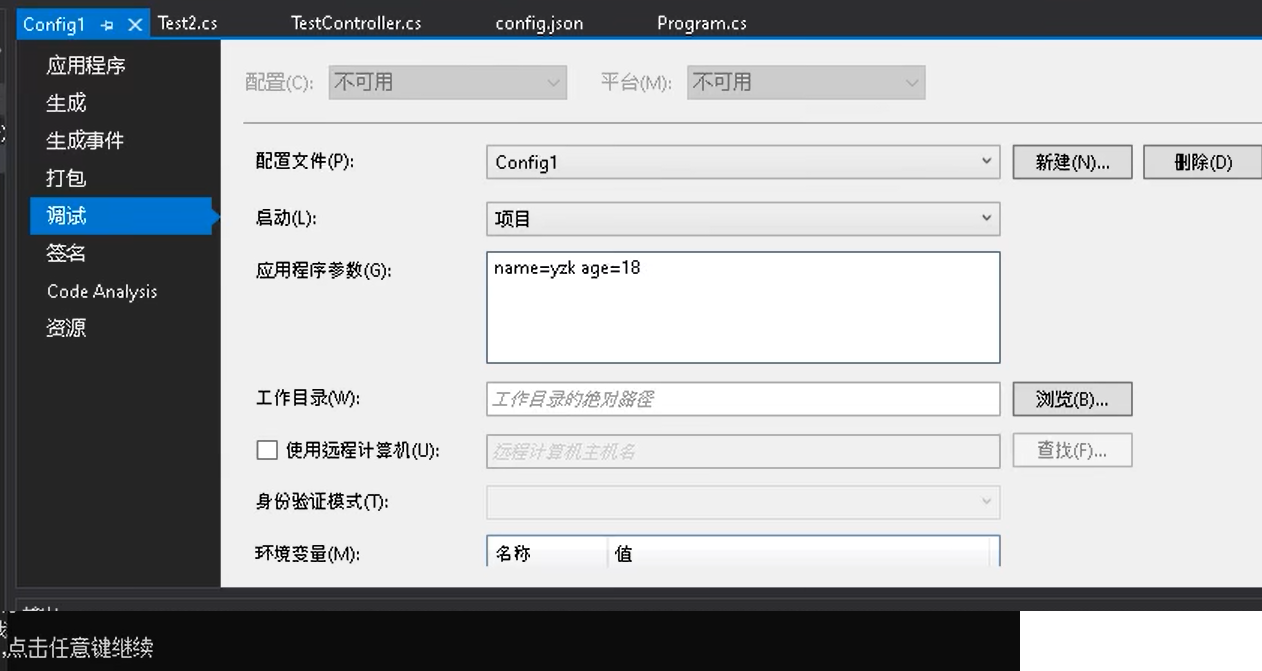 Config1 Test2.cs TestController.cs config.json Program.cs
应用程序
生成
生成事件
打包
调试
签名
Code Analysis
资源
配置(C): 不可用 平台(M): 不可用
配置文件(P): Config1 新建(N)... 删除(D)
启动(L): 项目
应用程序参数(G): name=yzk age=18
工作目录(W): 工作目录的绝对路径 浏览(B)...
使用远程计算机(U): 远程计算机主机名 查找(F)...
身份验证模式(T):
环境变量(M): 名称 值
,点击任意键继续